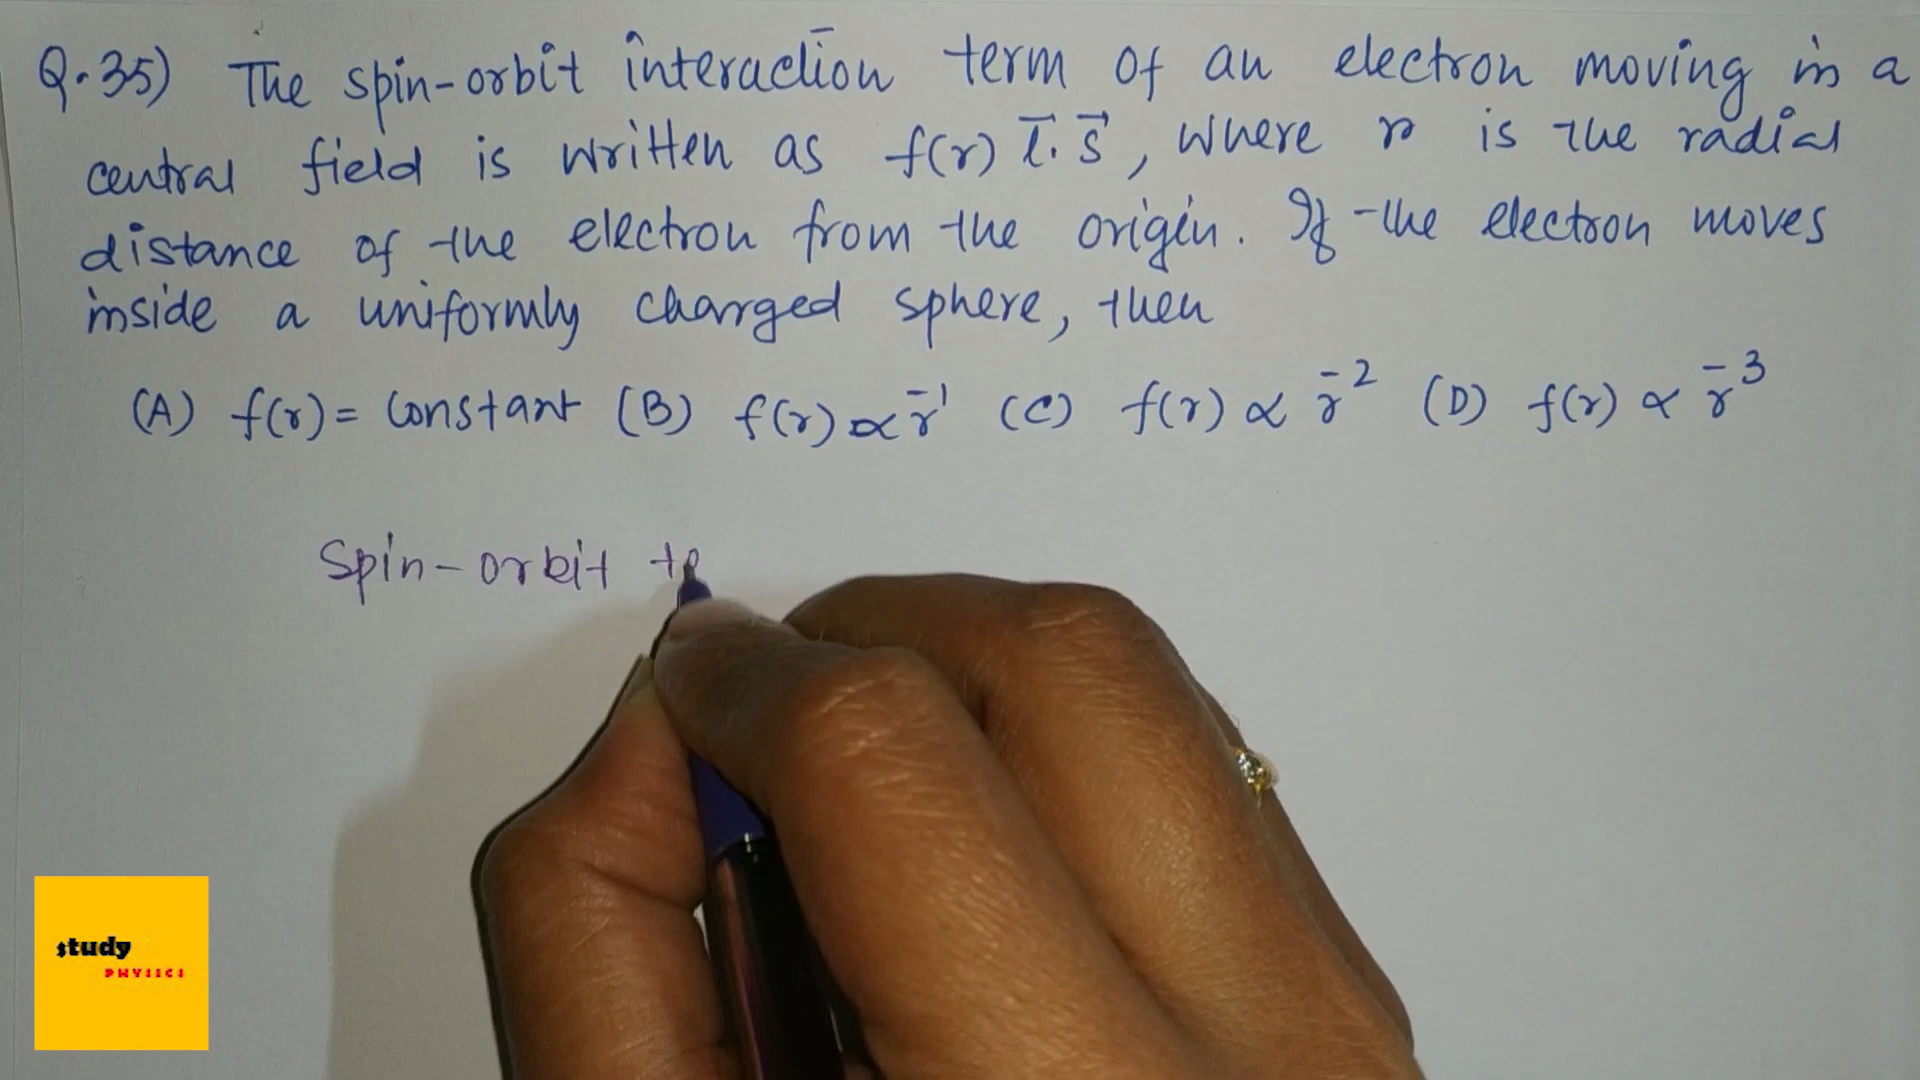 Q.35) The spin-orbit interaction term of an electron moving in a
central field is written as f(r) l⃗.s⃗, where r is the radial
distance of the electron from the origin. If the electron moves
inside a uniformly charged sphere, then
(A) f(r) = constant (B) f(r) ∝ r⁻¹ (C) f(r) ∝ r⁻² (D) f(r) ∝ r⁻³
Spin-orbit te
study
PHYSICS